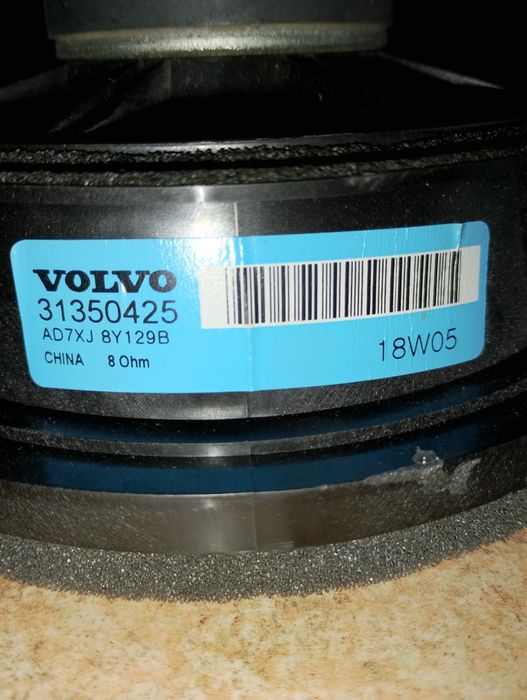 VOLVO
31350425
AD7XJ 8Y129B
CHINA 8 Ohm
18W05